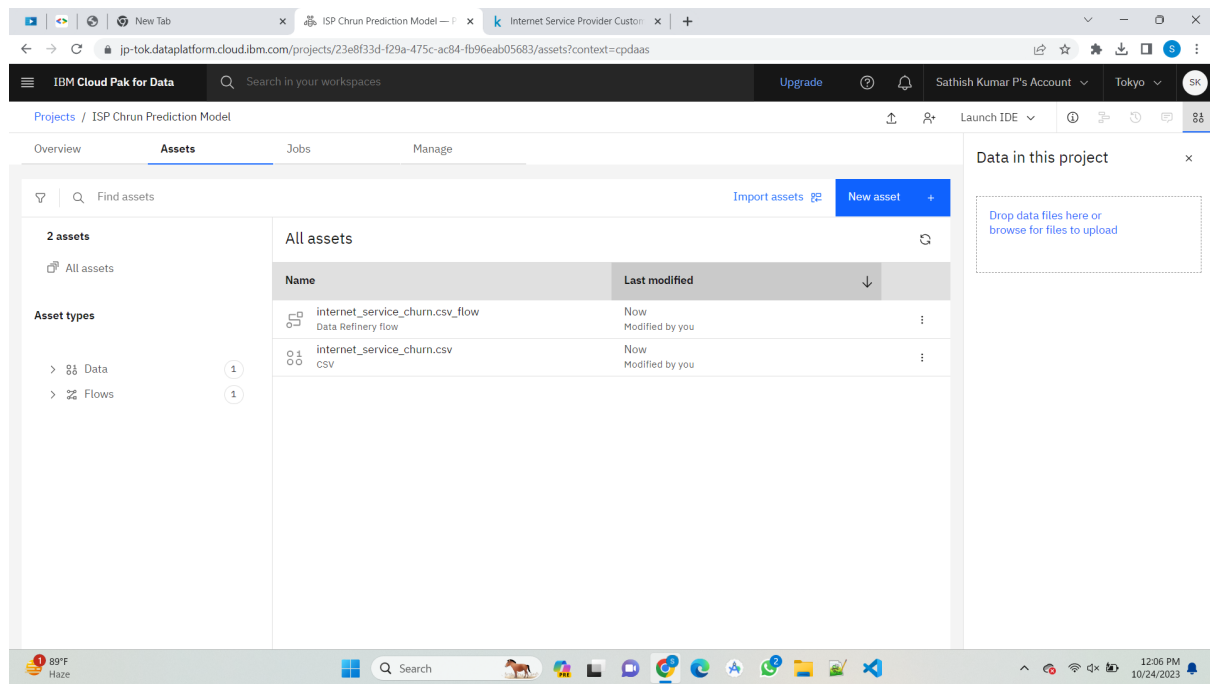 New Tab
ISP Chrun Prediction Model — P
Internet Service Provider Custom
jp-tok.dataplatform.cloud.ibm.com/projects/23e8f33d-f29a-475c-ac84-fb96eab05683/assets?context=cpdaas
S
IBM Cloud Pak for Data
Search in your workspaces
Upgrade
Sathish Kumar P's Account
Tokyo
SK
Projects / ISP Chrun Prediction Model
Launch IDE
Overview
Assets
Jobs
Manage
Data in this project
Find assets
Import assets
New asset +
Drop data files here or
browse for files to upload
2 assets
All assets
All assets
Name
Last modified
Asset types
internet_service_churn.csv_flow
Data Refinery flow
Now
Modified by you
internet_service_churn.csv
CSV
Now
Modified by you
Data
1
Flows
1
1
89°F
Haze
Search
PRE
2
12:06 PM
10/24/2023